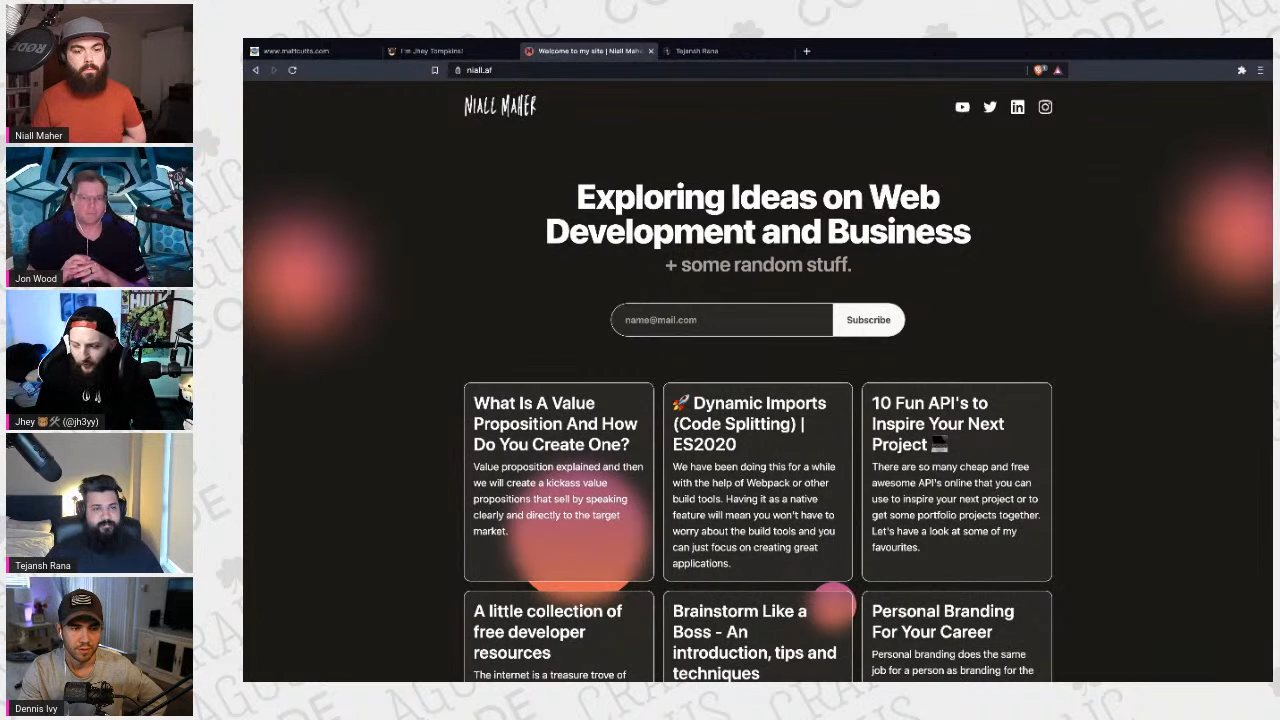 RØDE
Niall Maher
Jon Wood
HULK
Jhey 🐻🛠 (@jh3yy)
Tejansh Rana
Dennis Ivy
www.mattcutts.com
I'm Jhey Tompkins!
Welcome to my site | Niall Mah
Tejansh Rana
niall.af
NIALL MAHER
Exploring Ideas on Web
Development and Business
+ some random stuff.
name@mail.com
Subscribe
What Is A Value
Proposition And How
Do You Create One?
Value proposition explained and then
we will create a kickass value
propositions that sell by speaking
clearly and directly to the target
market.
🚀 Dynamic Imports
(Code Splitting) |
ES2020
We have been doing this for a while
with the help of Webpack or other
build tools. Having it as a native
feature will mean you won't have to
worry about the build tools and you
can just focus on creating great
applications.
10 Fun API's to
Inspire Your Next
Project 💻
There are so many cheap and free
awesome API's online that you can
use to inspire your next project or to
get some portfolio projects together.
Let's have a look at some of my
favourites.
A little collection of
free developer
resources
The internet is a treasure trove of
Brainstorm Like a
Boss - An
introduction, tips and
techniques
Personal Branding
For Your Career
Personal branding does the same
job for a person as branding for the